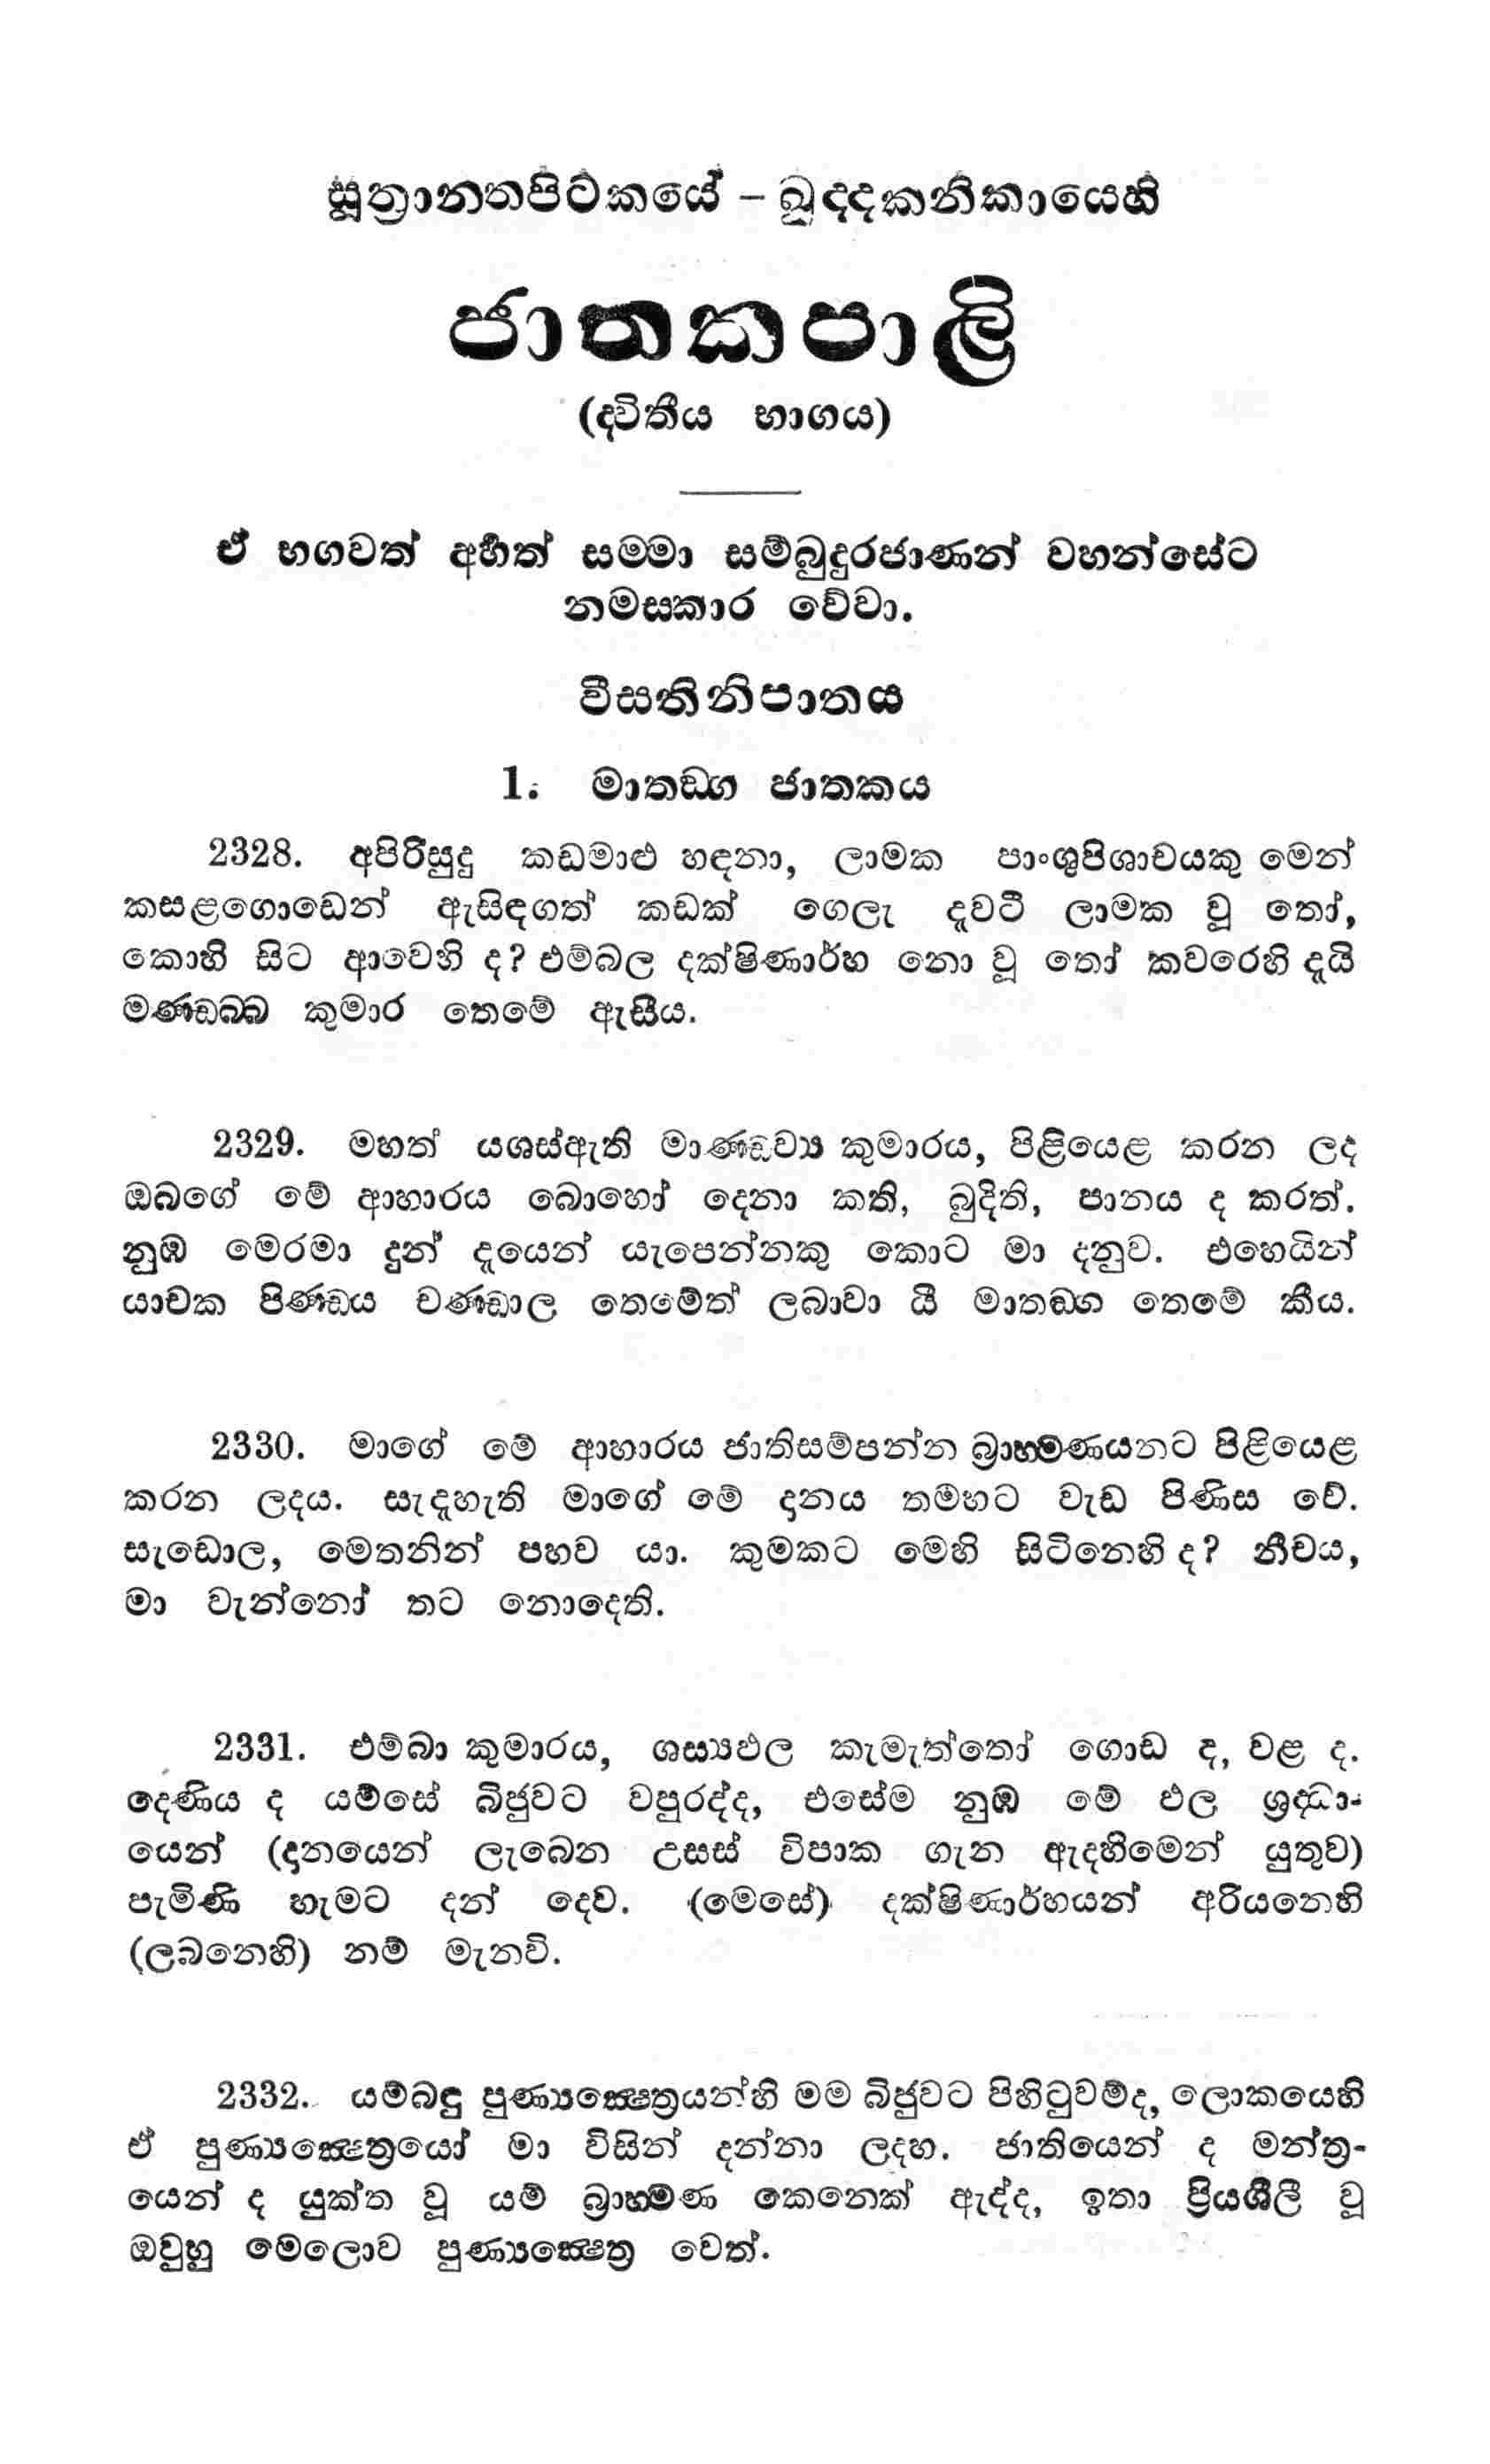 සූත්‍රාන්තපිටකයේ - ඛුද්දකනිකායෙහි
ජාතකපාලි
(ද්විතීය භාගය)
ඒ භගවත් අර්හත් සම්මා සම්බුදුරජාණන් වහන්සේට
නමස්කාර වේවා.
වීසතිනිපාතය
1. මාතඞ්ග ජාතකය
2328. අපිරිසුදු කඩමාළු හඳනා, ලාමක පාංශුපිශාචයකු මෙන්
කසළගොඩෙන් ඇසිඳගත් කඩක් ගෙලැ දැවටී ලාමක වූ තෝ,
කොහි සිට ආවෙහි ද? එම්බල දක්ෂිණාර්හ නො වූ තෝ කවරෙහි දැයි
මණ්ඩබ්බ කුමාර තෙමේ ඇසීය.
2329. මහත් යශස්ඇති මාණ්ඩව්‍ය කුමාරය, පිළියෙළ කරන ලද
ඔබගේ මේ ආහාරය බොහෝ දෙනා කති, බුදිති, පානය ද කරත්.
නුඹ මෙරමා දුන් දැයෙන් යැපෙන්නකු කොට මා දනුව. එහෙයින්
යාචක පිණ්ඩය චණ්ඩාල තෙමේත් ලබාවා යී මාතඞ්ග තෙමේ කීය.
2330. මාගේ මේ ආහාරය ජාතිසම්පන්න බ්‍රාහ්මණයනට පිළියෙළ
කරන ලදය. සැදැහැති මාගේ මේ දානය තමහට වැඩ පිණිස වේ.
සැඩොල, මෙතනින් පහව යා. කුමකට මෙහි සිටිනෙහි ද? නීචය,
මා වැන්නෝ තට නොදෙති.
2331. එම්බා කුමාරය, ශස්‍යඵල කැමැත්තෝ ගොඩ ද, වළ ද.
දෙණිය ද යම්සේ බිජුවට වපුරද්ද, එසේම නුඹ මේ ඵල ශ්‍රද්ධා-
යෙන් (දානයෙන් ලැබෙන උසස් විපාක ගැන ඇදහිමෙන් යුතුව)
පැමිණි හැමට දන් දෙව. (මෙසේ) දක්ෂිණාර්හයන් අරියනෙහි
(ලබනෙහි) නම් මැනවි.
2332. යම්බඳු පුණ්‍යක්‍ෂෙත්‍රයන්හි මම බිජුවට පිහිටුවම්ද, ලොකයෙහි
ඒ පුණ්‍යක්‍ෂෙත්‍රයෝ මා විසින් දන්නා ලදහ. ජාතියෙන් ද මන්ත්‍ර-
යෙන් ද යුක්ත වූ යම් බ්‍රාහ්මණ කෙනෙක් ඇද්ද, ඉතා ප්‍රියශීලී වූ
ඔවුහු මෙලොව පුණ්‍යක්‍ෂෙත්‍ර වෙත්.